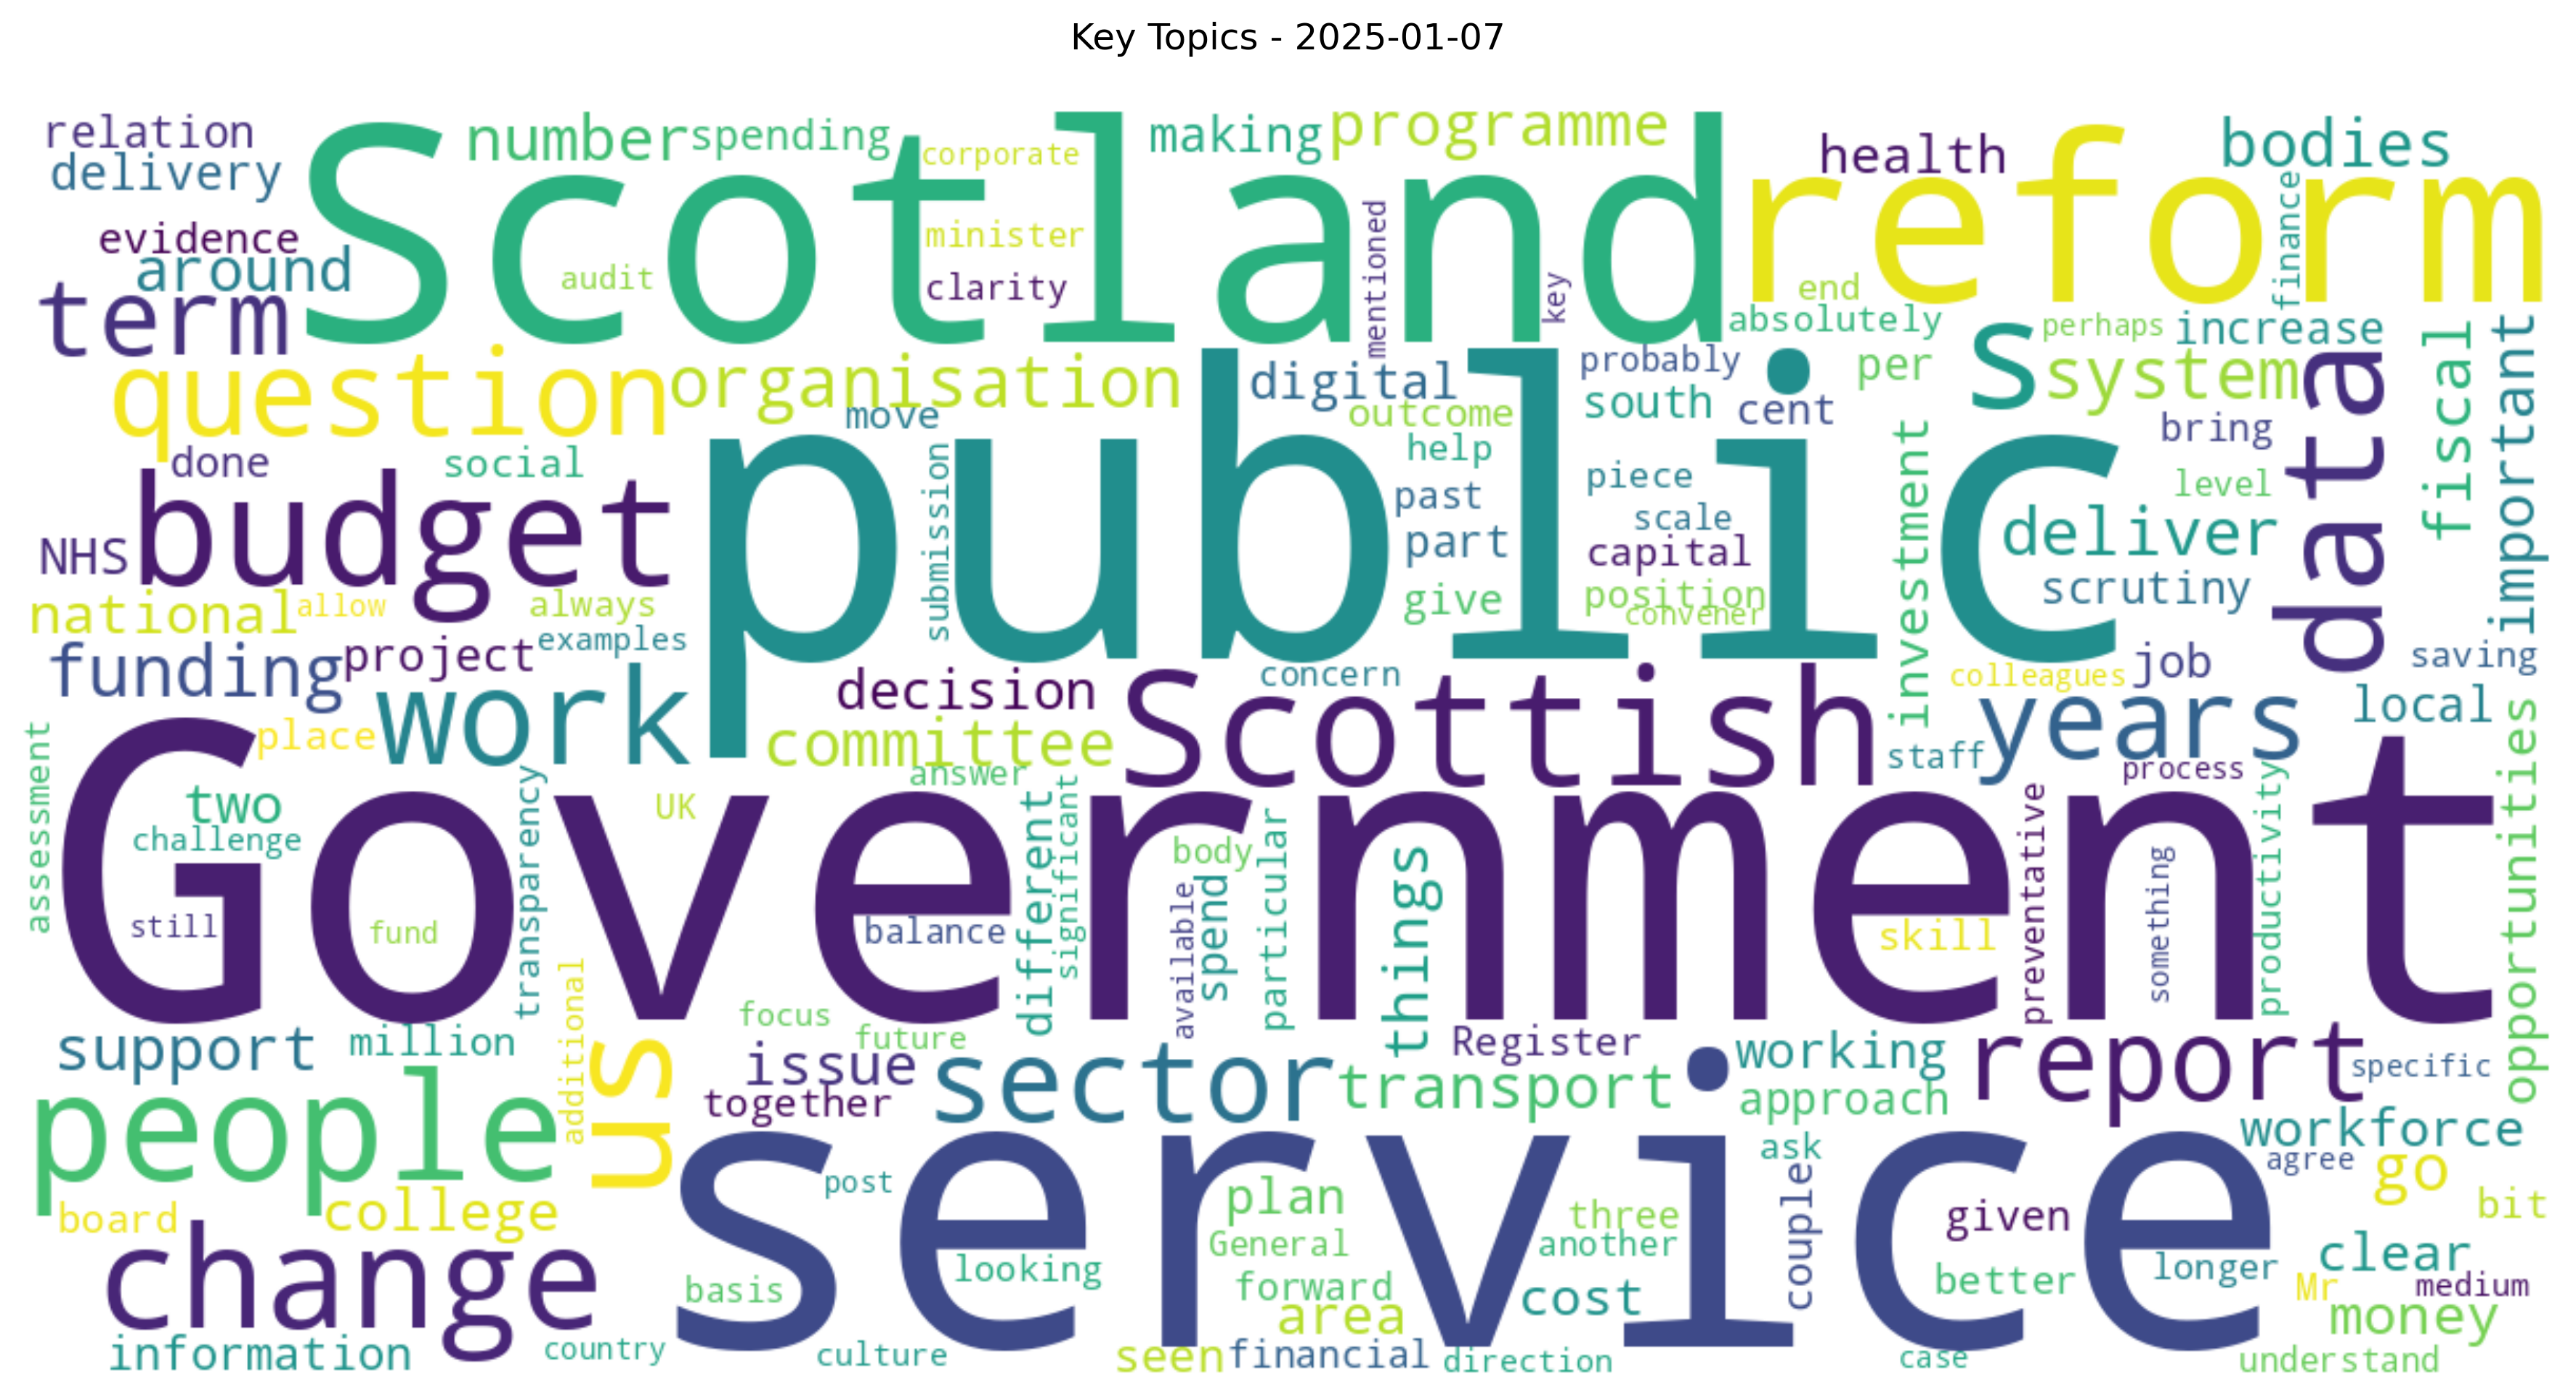 Key Topics - 2025-01-07
relation
delivery
number
spending
corporate
making
programme
health
bodies
Scotland
reform
evidence
around
audit
minister
clarity
mentioned
key
end
finance
term
absolutely
s
perhaps
increase
question
organisation
move
digital
outcome
probably
south
cent
per
system
data
fiscal
important
done
social
help
bring
budget
public
submission
past
piece
scale
level
NHS
part
capital
investment
deliver
scrutiny
national
allow
always
give
position
convener
examples
funding
project
work
decision
concern
Scottish
colleagues
job
saving
years
local
place
committee
answer
staff
process
assessment
two
challenge
transparency
UK
different
significant
body
particular
things
preventative
something
productivity
opportunities
Government
still
fund
balance
available
spend
skill
support
million
additional
us
focus
future
issue
together
sector
Register
transport
working
approach
report
specific
people
workforce
ask
agree
go
board
college
post
service
plan
three
General
another
couple
given
bit
change
basis
looking
forward
area
cost
better
longer
clear
Mr
medium
money
information
country
culture
seen
financial
direction
case
understand